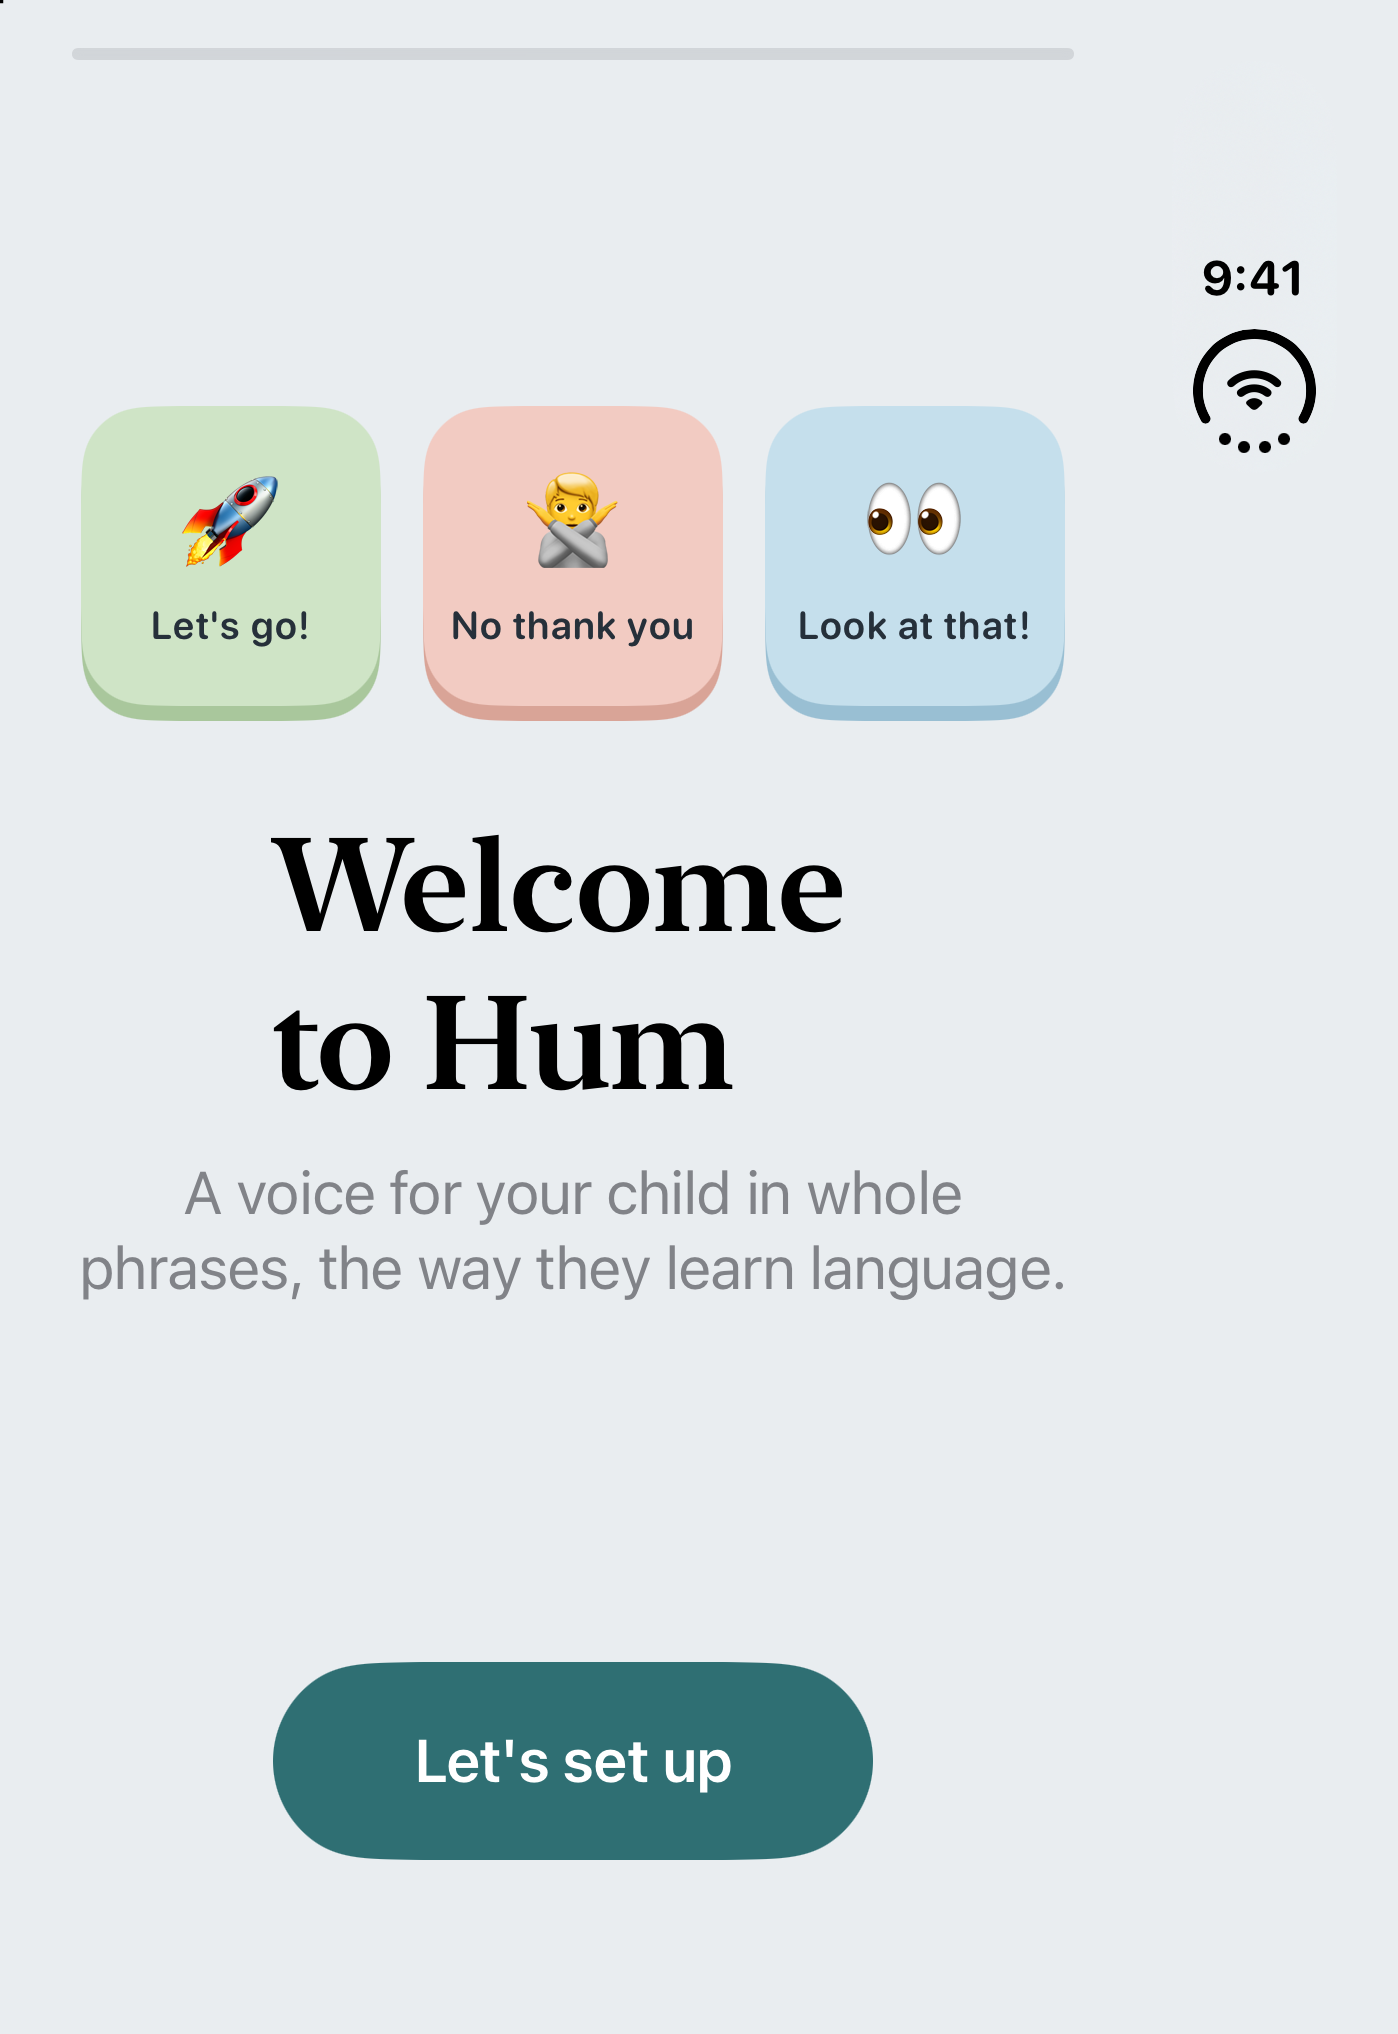 9:41
Let's go!
No thank you
Look at that!
Welcome
to Hum
A voice for your child in whole
phrases, the way they learn language.
Let's set up